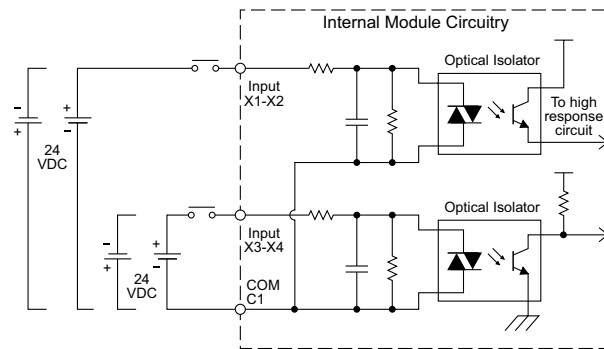 Internal Module Circuitry
Optical Isolator
Input
X1-X2
To high
response
circuit
-
+
+
-
24
VDC
Optical Isolator
Input
X3-X4
-
+
+
-
24
VDC
COM
C1